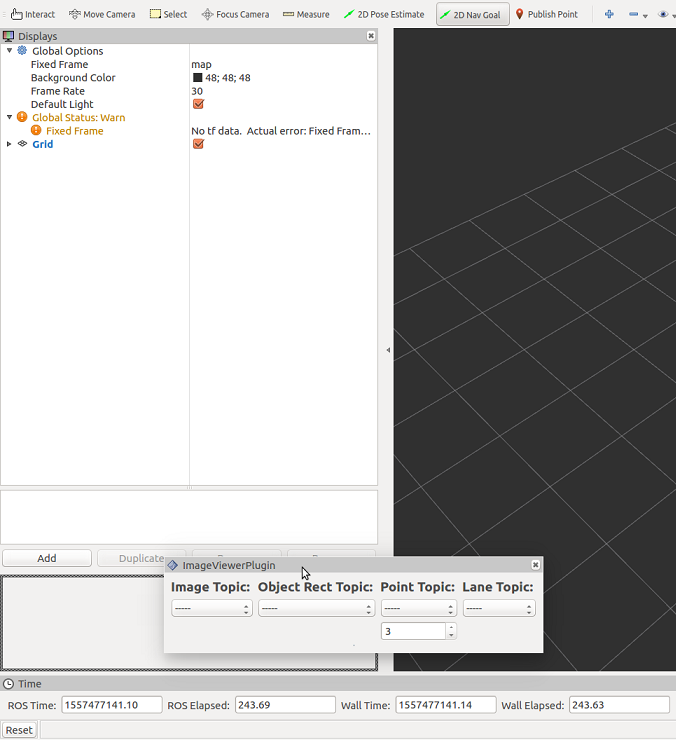 Interact Move Camera Select Focus Camera Measure 2D Pose Estimate 2D Nav Goal Publish Point
Displays
Global Options
Fixed Frame map
Background Color 48; 48; 48
Frame Rate 30
Default Light
Global Status: Warn
Fixed Frame No tf data. Actual error: Fixed Fram...
Grid
Add Duplicate
ImageViewerPlugin
Image Topic: Object Rect Topic: Point Topic: Lane Topic:
----- ----- ----- -----
3
Time
ROS Time: 1557477141.10 ROS Elapsed: 243.69 Wall Time: 1557477141.14 Wall Elapsed: 243.63
Reset